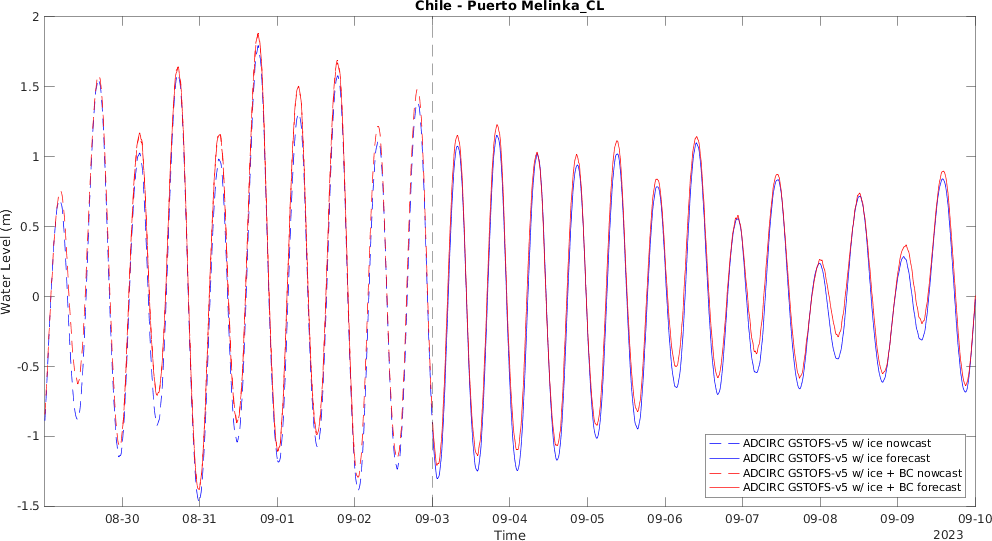 Chile - Puerto Melinka_CL
2
1.5
1
0.5
0
-0.5
-1
-1.5
Water Level (m)
ADCIRC GSTOFS-v5 w/ ice nowcast
ADCIRC GSTOFS-v5 w/ ice forecast
ADCIRC GSTOFS-v5 w/ ice + BC nowcast
ADCIRC GSTOFS-v5 w/ ice + BC forecast
08-30 08-31 09-01 09-02 09-03 09-04 09-05 09-06 09-07 09-08 09-09 09-10
Time
2023